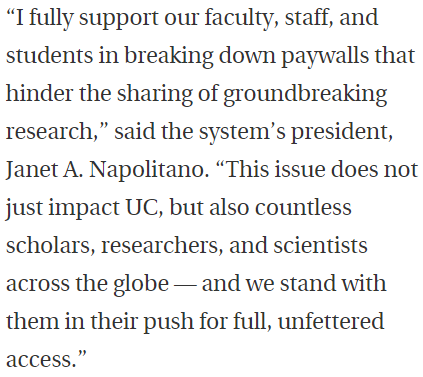 “I fully support our faculty, staff, and
students in breaking down paywalls that
hinder the sharing of groundbreaking
research,” said the system’s president,
Janet A. Napolitano. “This issue does not
just impact UC, but also countless
scholars, researchers, and scientists
across the globe — and we stand with
them in their push for full, unfettered
access.”